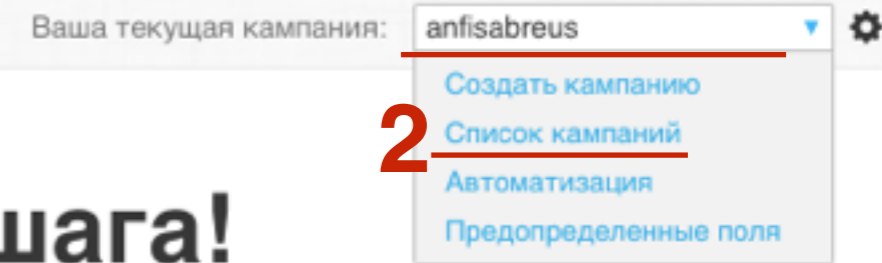 Ваша текущая кампания: anfisabreus
Создать кампанию
2 Список кампаний
Автоматизация
Предопределенные поля
шага!